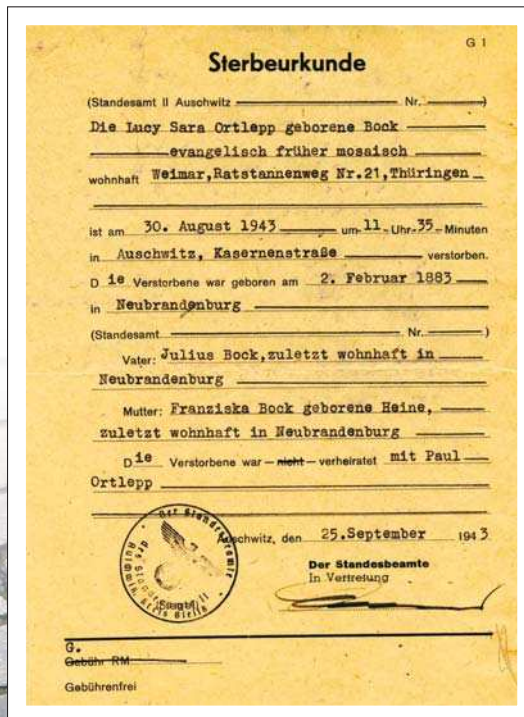 G 1
Sterbeurkunde
(Standesamt II Auschwitz Nr. )
Die Lucy Sara Ortlepp geborene Bock
evangelisch früher mosaisch
wohnhaft Weimar,Ratstannenweg Nr.21,Thüringen
ist am 30. August 1943 um 11 Uhr 35 Minuten
in Auschwitz, Kasernenstraße verstorben.
Die Verstorbene war geboren am 2. Februar 1883
in Neubrandenburg
(Standesamt Nr. )
Vater: Julius Bock,zuletzt wohnhaft in
Neubrandenburg
Mutter: Franziska Bock geborene Heine,
zuletzt wohnhaft in Neubrandenburg
Die Verstorbene war — nicht — verheiratet mit Paul
Ortlepp
Auschwitz, den 25.September 1943
Der Standesbeamte
In Vertretung
Der Standesbeamte
(Siegel)
G.
Gebühr RM
Gebührenfrei